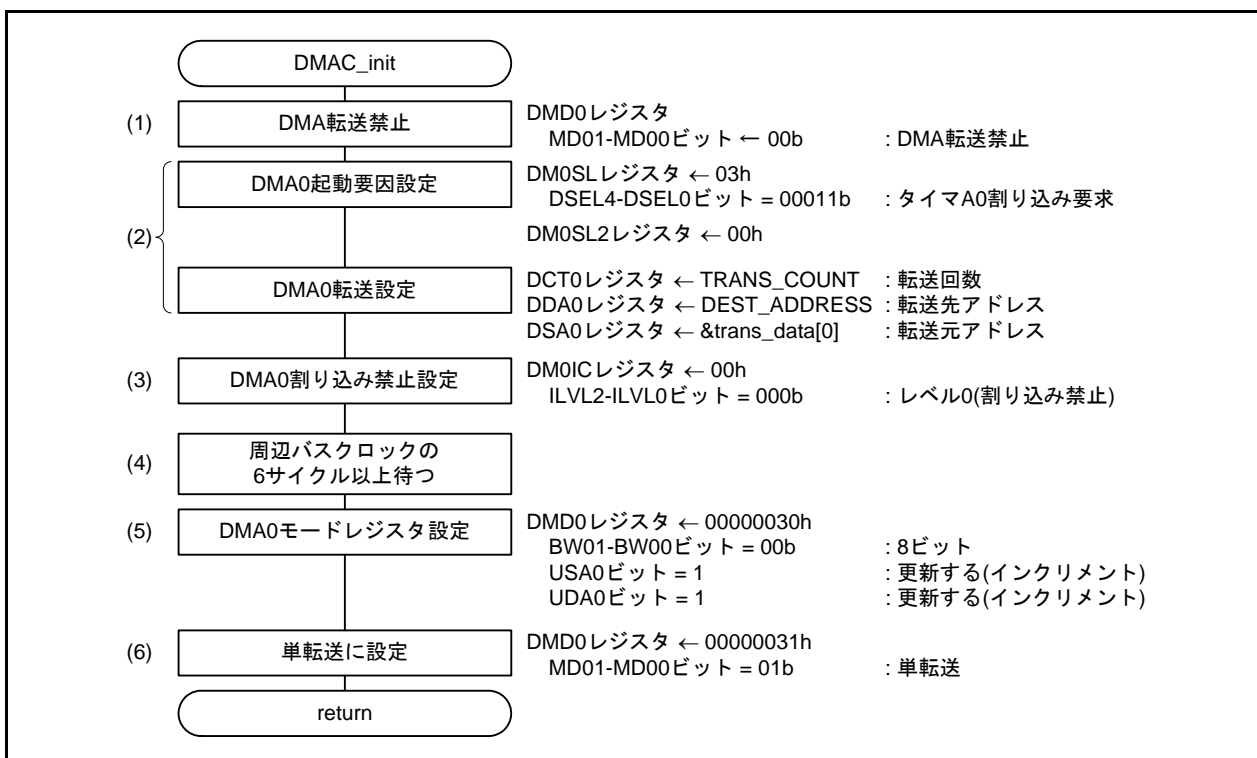 DMAC_init
(1) DMA転送禁止 DMD0レジスタ
MD01-MD00ビット ← 00b : DMA転送禁止
(2) DMA0起動要因設定 DM0SLレジスタ ← 03h
DSEL4-DSEL0ビット = 00011b : タイマA0割り込み要求
DM0SL2レジスタ ← 00h
DMA0転送設定 DCT0レジスタ ← TRANS_COUNT : 転送回数
DDA0レジスタ ← DEST_ADDRESS : 転送先アドレス
DSA0レジスタ ← &trans_data[0] : 転送元アドレス
(3) DMA0割り込み禁止設定 DM0ICレジスタ ← 00h
ILVL2-ILVL0ビット = 000b : レベル0(割り込み禁止)
(4) 周辺バスクロックの
6サイクル以上待つ
(5) DMA0モードレジスタ設定 DMD0レジスタ ← 00000030h
BW01-BW00ビット = 00b : 8ビット
USA0ビット = 1 : 更新する(インクリメント)
UDA0ビット = 1 : 更新する(インクリメント)
(6) 単転送に設定 DMD0レジスタ ← 00000031h
MD01-MD00ビット = 01b : 単転送
return